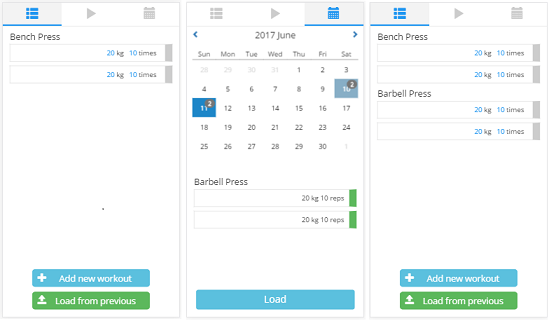 Bench Press
20 kg 10 times
20 kg 10 times
Add new workout
Load from previous
2017 June
Sun Mon Tue Wed Thu Fri Sat
28 29 30 31 1 2 3
4 5 6 7 8 9 10 2
11 2 12 13 14 15 16 17
18 19 20 21 22 23 24
25 26 27 28 29 30 1
Barbell Press
20 kg 10 reps
20 kg 10 reps
Load
Bench Press
20 kg 10 times
20 kg 10 times
Barbell Press
20 kg 10 times
20 kg 10 times
Add new workout
Load from previous